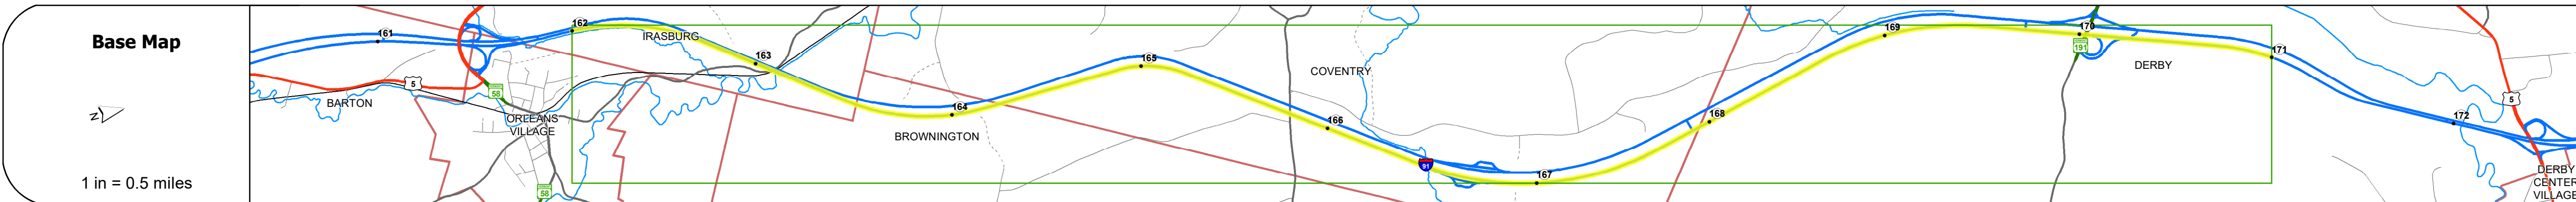 Base Map
N
1 in = 0.5 miles
161
162
163
164
165
166
167
168
169
170
171
172
IRASBURG
COVENTRY
DERBY
BARTON
5
58
ORLEANS
VILLAGE
58
BROWNINGTON
91
191
5
DERBY
CENTER
VILLAGE